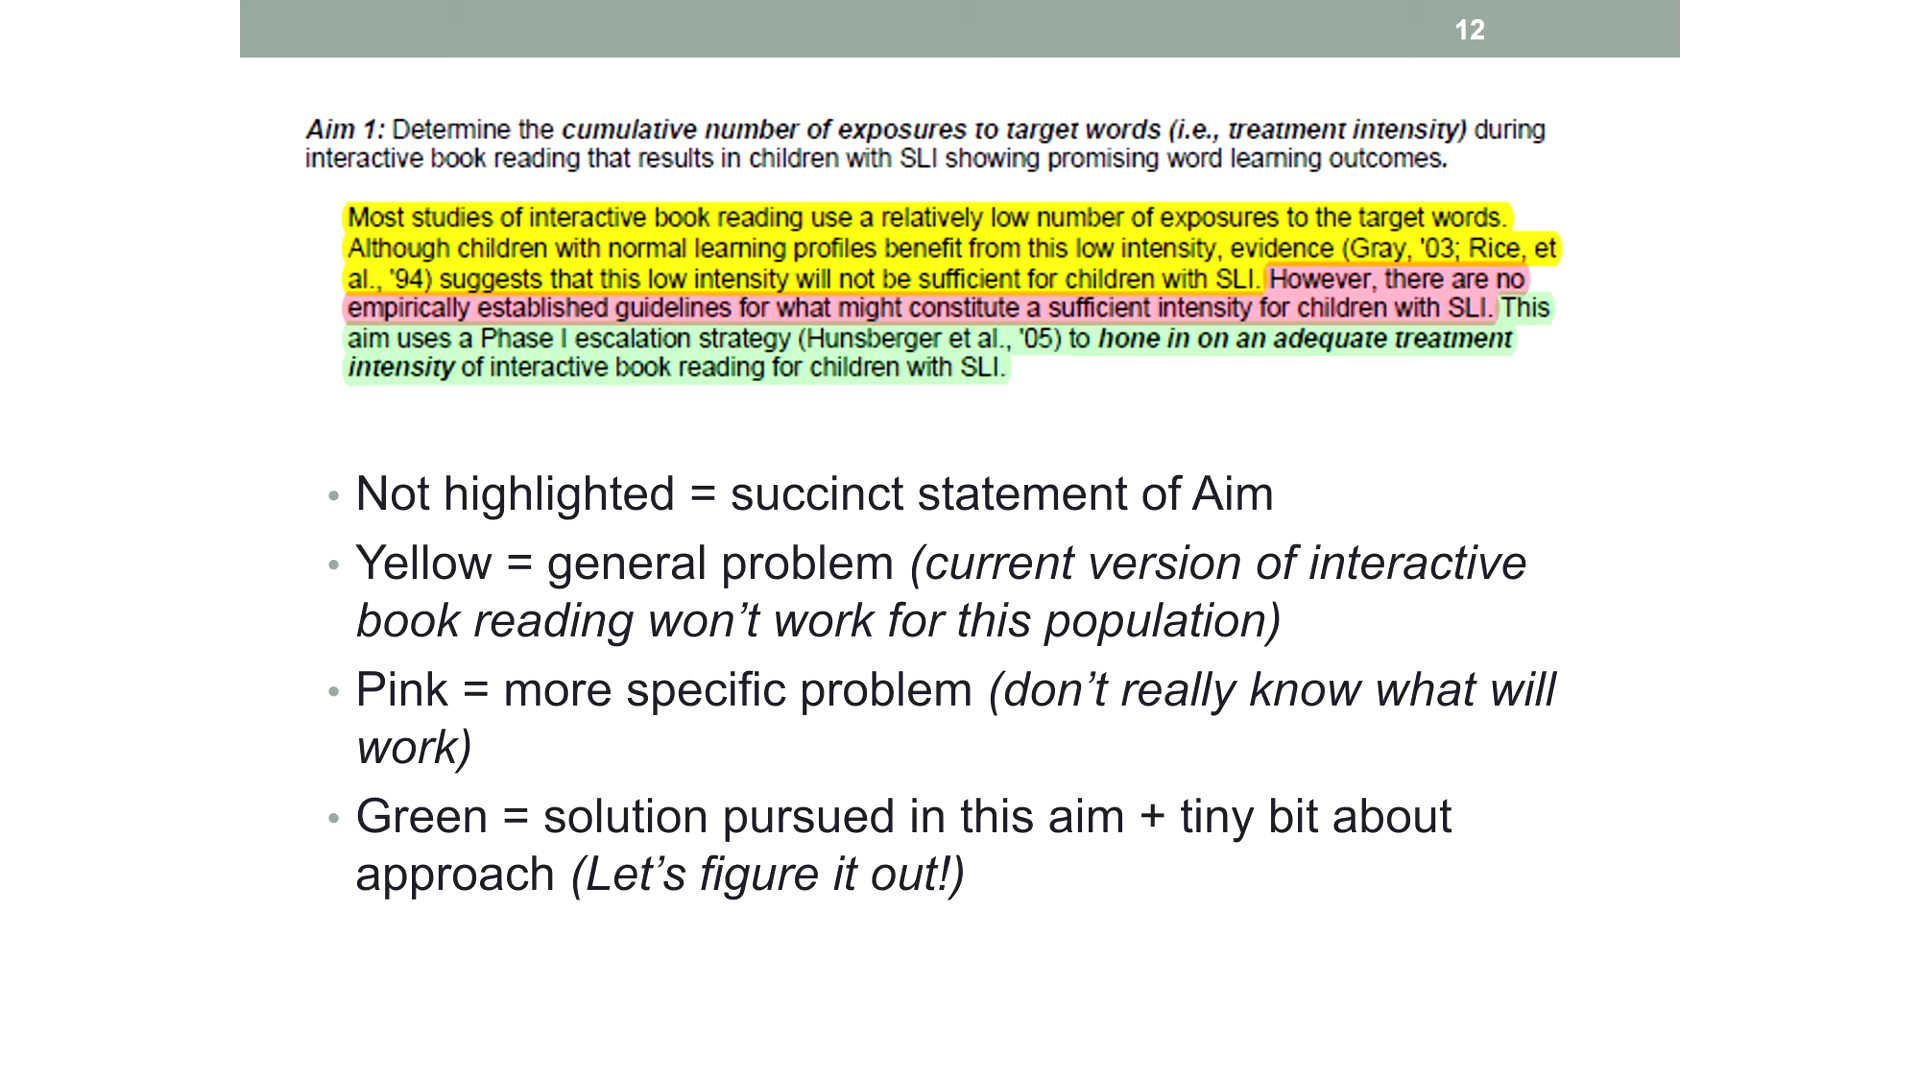 12
Aim 1: Determine the cumulative number of exposures to target words (i.e., treatment intensity) during
interactive book reading that results in children with SLI showing promising word learning outcomes.
Most studies of interactive book reading use a relatively low number of exposures to the target words.
Although children with normal learning profiles benefit from this low intensity, evidence (Gray, '03; Rice, et
al., '94) suggests that this low intensity will not be sufficient for children with SLI. However, there are no
empirically established guidelines for what might constitute a sufficient intensity for children with SLI. This
aim uses a Phase I escalation strategy (Hunsberger et al., '05) to hone in on an adequate treatment
intensity of interactive book reading for children with SLI.
• Not highlighted = succinct statement of Aim
• Yellow = general problem (current version of interactive
book reading won’t work for this population)
• Pink = more specific problem (don’t really know what will
work)
• Green = solution pursued in this aim + tiny bit about
approach (Let’s figure it out!)